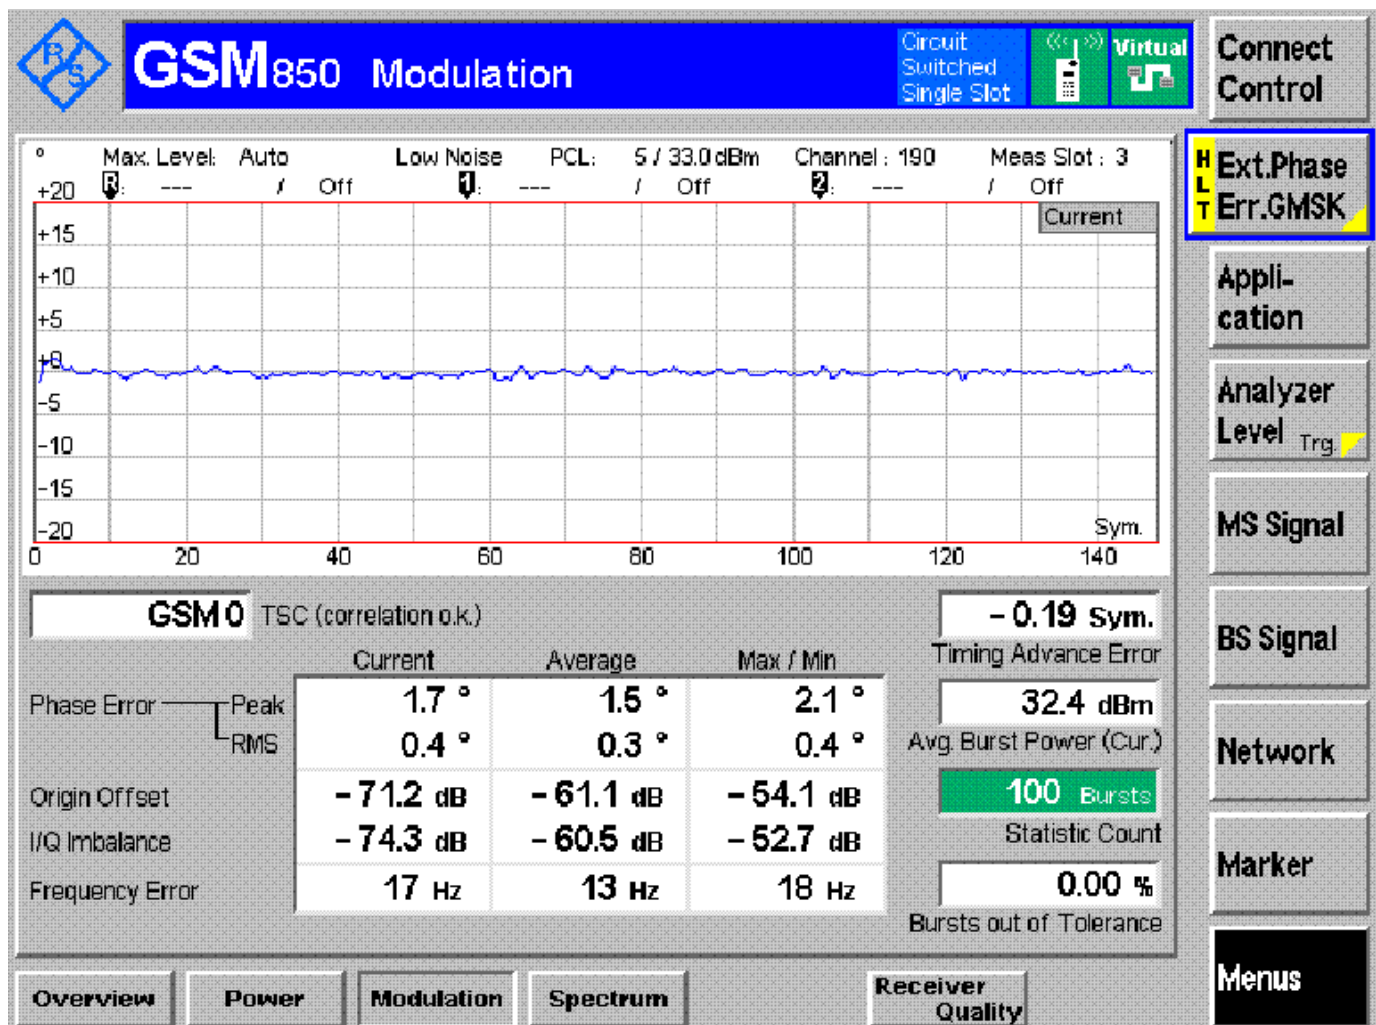 R S
GSM850 Modulation
Circuit
Switched
Single Slot
Virtual
Connect
Control
° Max. Level: Auto Low Noise PCL: 5 / 33.0 dBm Channel : 190 Meas Slot : 3
R: --- / Off 1: --- / Off 2: --- / Off
H
L
T
Ext.Phase
Err.GMSK
+20
Current
+15
+10
+5
+0
-5
-10
-15
-20
Sym.
0 20 40 60 80 100 120 140
Appli-
cation
Analyzer
Level Trg.
MS Signal
BS Signal
Network
Marker
Menus
GSM 0 TSC (correlation o.k.)
- 0.19 Sym.
Timing Advance Error
Current Average Max / Min
Phase Error Peak 1.7 ° 1.5 ° 2.1 °
RMS 0.4 ° 0.3 ° 0.4 °
Origin Offset - 71.2 dB - 61.1 dB - 54.1 dB
I/Q Imbalance - 74.3 dB - 60.5 dB - 52.7 dB
Frequency Error 17 Hz 13 Hz 18 Hz
32.4 dBm
Avg. Burst Power (Cur.)
100 Bursts
Statistic Count
0.00 %
Bursts out of Tolerance
Overview
Power
Modulation
Spectrum
Receiver
Quality